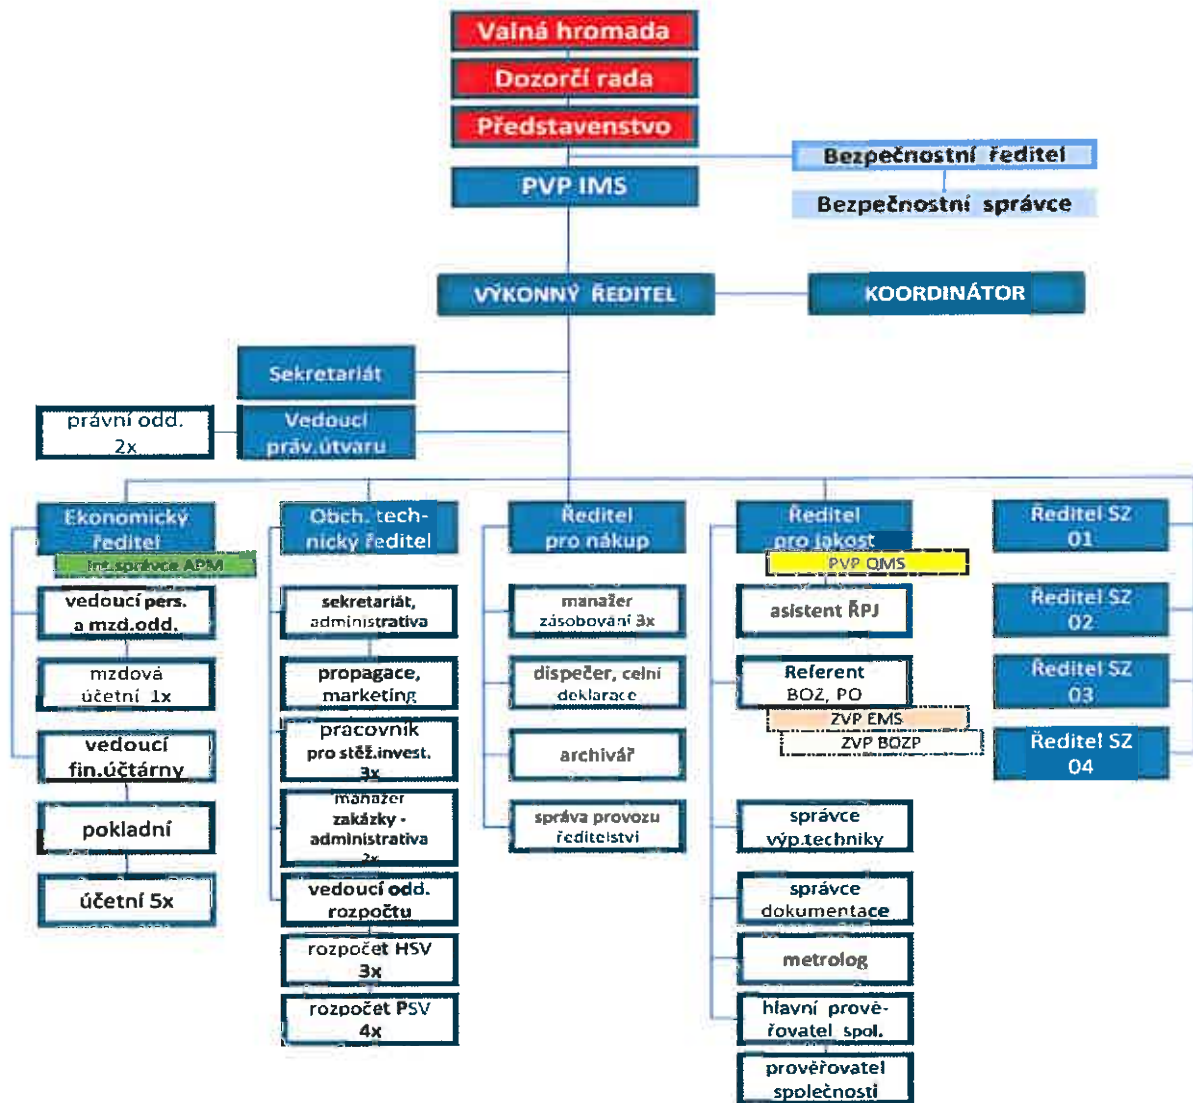 Valná hromada
Dozorčí rada
Představenstvo
Bezpečnostní ředitel
PVP IMS
Bezpečnostní správce
VÝKONNÝ ŘEDITEL
KOORDINÁTOR
Sekretariát
právní odd.
2x
Vedoucí
práv.útvaru
Ekonomický
ředitel
Int.správce APM
vedoucí pers.
a mzd.odd.
mzdová
účetní 1x
vedoucí
fin.účtárny
pokladní
účetní 5x
Obch. tech-
nický ředitel
sekretariát,
administrativa
propagace,
marketing
pracovník
pro stěž.invest.
3x
manažer
zakázky -
administrativa
2x
vedoucí odd.
rozpočtu
rozpočet HSV
3x
rozpočet PSV
4x
Ředitel
pro nákup
manažer
zásobování 3x
dispečer, celní
deklarace
archivář
správa provozu
ředitelství
Ředitel
pro jakost
PVP QMS
asistent ŘPJ
Referent
BOZ, PO
ZVP EMS
ZVP BOZP
správce
výp.techniky
správce
dokumentace
metrolog
hlavní prově-
řovatel spol.
prověřovatel
společnosti
Ředitel SZ
01
Ředitel SZ
02
Ředitel SZ
03
Ředitel SZ
04